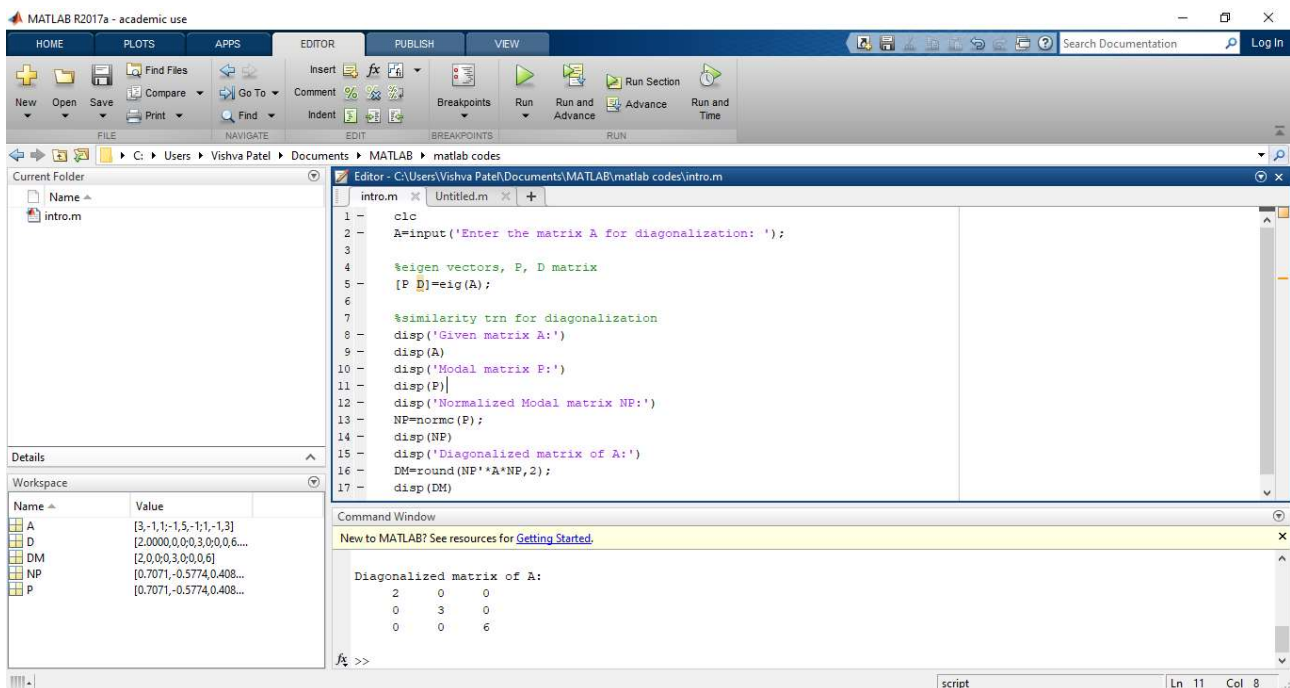 MATLAB R2017a - academic use
HOME PLOTS APPS EDITOR PUBLISH VIEW Search Documentation Log In
New Open Save Find Files Compare Print Go To Find Insert fx Comment Indent Breakpoints Run Run and Advance Run Section Advance Run and Time
FILE NAVIGATE EDIT BREAKPOINTS RUN
C: Users Vishva Patel Documents MATLAB matlab codes
Current Folder
Name
intro.m
Details
Workspace
Name Value
A [3,-1,1;-1,5,-1;1,-1,3]
D [2.0000,0,0;0,3,0;0,0,6....
DM [2,0,0;0,3,0;0,0,6]
NP [0.7071,-0.5774,0.408...
P [0.7071,-0.5774,0.408...
Editor - C:\Users\Vishva Patel\Documents\MATLAB\matlab codes\intro.m
intro.m Untitled.m +
1 - clc
2 - A=input('Enter the matrix A for diagonalization: ');
3
4 %eigen vectors, P, D matrix
5 - [P D]=eig(A);
6
7 %similarity trn for diagonalization
8 - disp('Given matrix A:')
9 - disp(A)
10 - disp('Modal matrix P:')
11 - disp(P)
12 - disp('Normalized Modal matrix NP:')
13 - NP=normc(P);
14 - disp(NP)
15 - disp('Diagonalized matrix of A:')
16 - DM=round(NP'*A*NP,2);
17 - disp(DM)
Command Window
New to MATLAB? See resources for Getting Started.
Diagonalized matrix of A:
2 0 0
0 3 0
0 0 6
fx >>
script Ln 11 Col 8